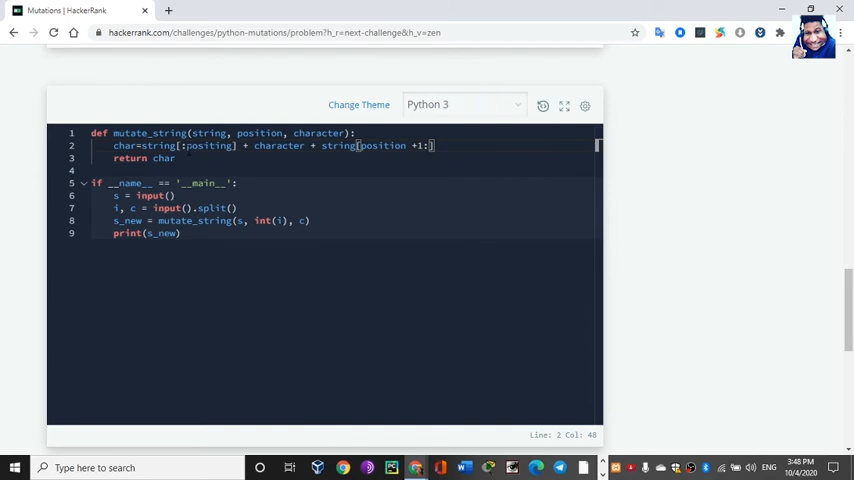 Mutations | HackerRank
hackerrank.com/challenges/python-mutations/problem?h_r=next-challenge&h_v=zen
Change Theme Python 3
1 def mutate_string(string, position, character):
2 char=string[:positing] + character + string[position +1:]
3 return char
4
5 if __name__ == '__main__':
6 s = input()
7 i, c = input().split()
8 s_new = mutate_string(s, int(i), c)
9 print(s_new)
Line: 2 Col: 48
Type here to search
ENG
3:48 PM
10/4/2020